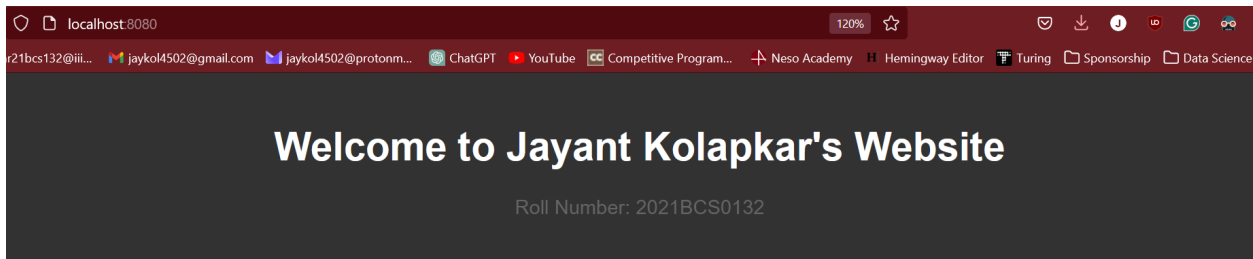 localhost:8080 120%
r21bcs132@iii... jaykol4502@gmail.com jaykol4502@protonm... ChatGPT YouTube CC Competitive Program... Neso Academy H Hemingway Editor Turing Sponsorship Data Science
Welcome to Jayant Kolapkar's Website
Roll Number: 2021BCS0132